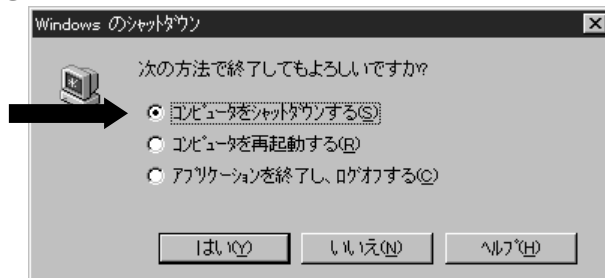 Windows のｼｬｯﾄﾀﾞｳﾝ
次の方法で終了してもよろしいですか?
ｺﾝﾋﾟｭｰﾀをｼｬｯﾄﾀﾞｳﾝする(S)
ｺﾝﾋﾟｭｰﾀを再起動する(R)
ｱﾌﾟﾘｹｰｼｮﾝを終了し、ﾛｸﾞｵﾌする(C)
はい(Y) いいえ(N) ﾍﾙﾌﾟ(H)